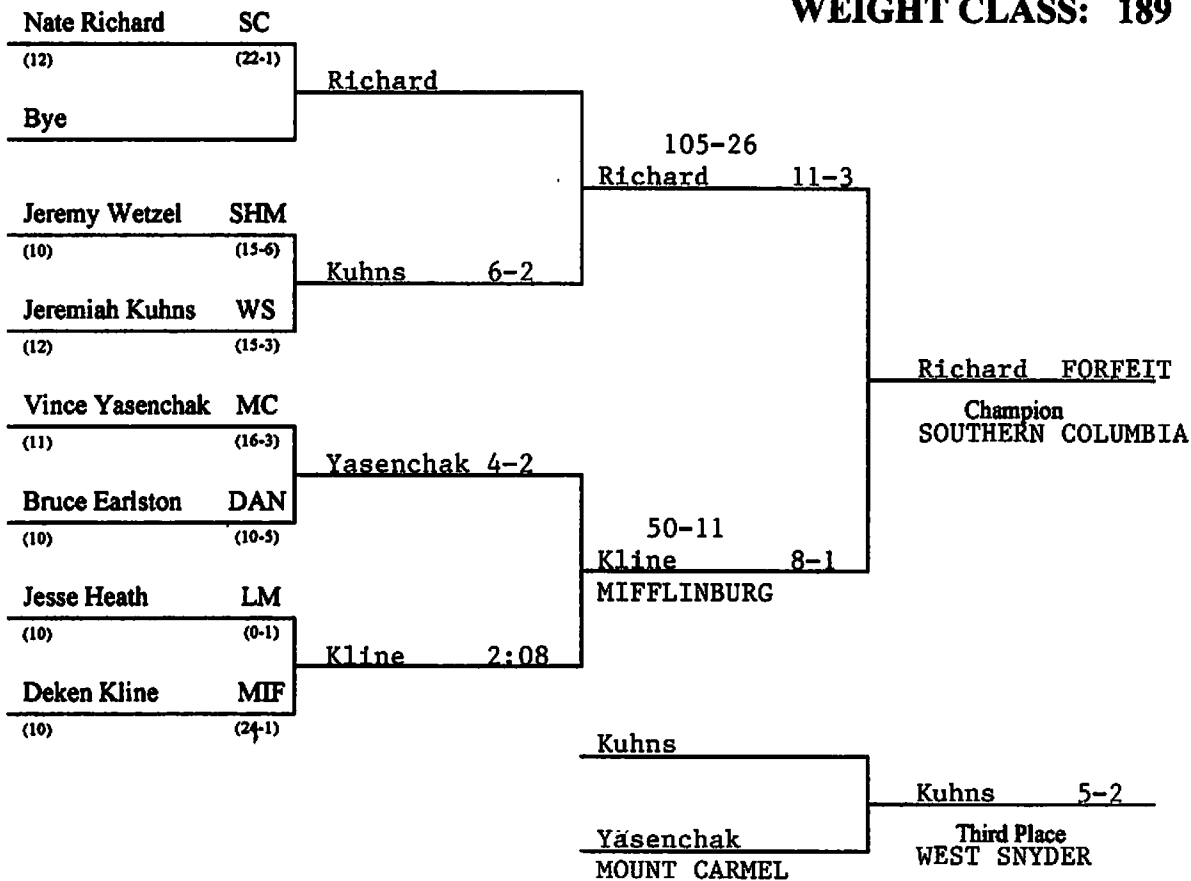 WEIGHT CLASS: 189
Nate Richard SC
(12) (22-1)
Richard
Bye
105-26
Richard 11-3
Jeremy Wetzel SHM
(10) (15-6)
Kuhns 6-2
Jeremiah Kuhns WS
(12) (15-3)
Richard FORFEIT
Champion
SOUTHERN COLUMBIA
Vince Yasenchak MC
(11) (16-3)
Yasenchak 4-2
Bruce Earlston DAN
(10) (10-5)
50-11
Kline 8-1
MIFFLINBURG
Jesse Heath LM
(10) (0-1)
Kline 2:08
Deken Kline MIF
(10) (24-1)
Kuhns
Kuhns 5-2
Third Place
WEST SNYDER
Yasenchak
MOUNT CARMEL